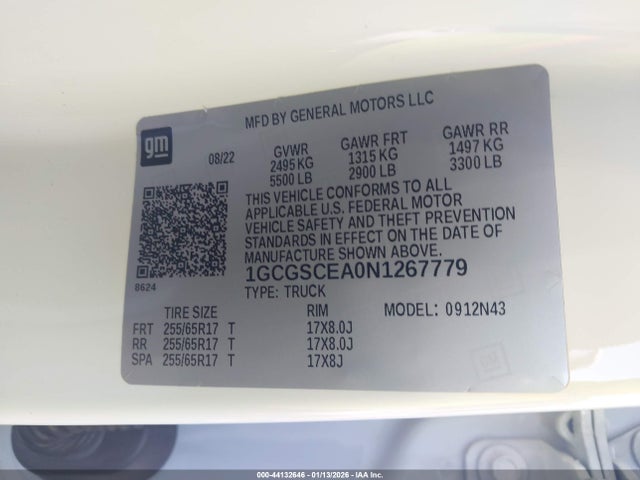 MFD BY GENERAL MOTORS LLC
gm
08/22
GVWR GAWR FRT GAWR RR
2495 KG 1315 KG 1497 KG
5500 LB 2900 LB 3300 LB
THIS VEHICLE CONFORMS TO ALL
APPLICABLE U.S. FEDERAL MOTOR
VEHICLE SAFETY AND THEFT PREVENTION
STANDARDS IN EFFECT ON THE DATE OF
MANUFACTURE SHOWN ABOVE.
1GCGSCEA0N1267779
8624
TYPE: TRUCK MODEL: 0912N43
TIRE SIZE RIM
FRT 255/65R17 T 17X8.0J
RR 255/65R17 T 17X8.0J
SPA 255/65R17 T 17X8J
gm
000-44132646 - 01/13/2026 - IAA Inc.